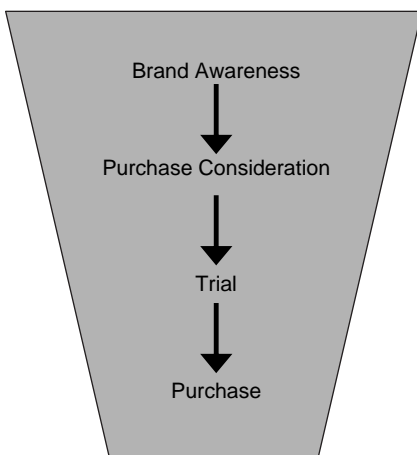 Brand Awareness
Purchase Consideration
Trial
Purchase